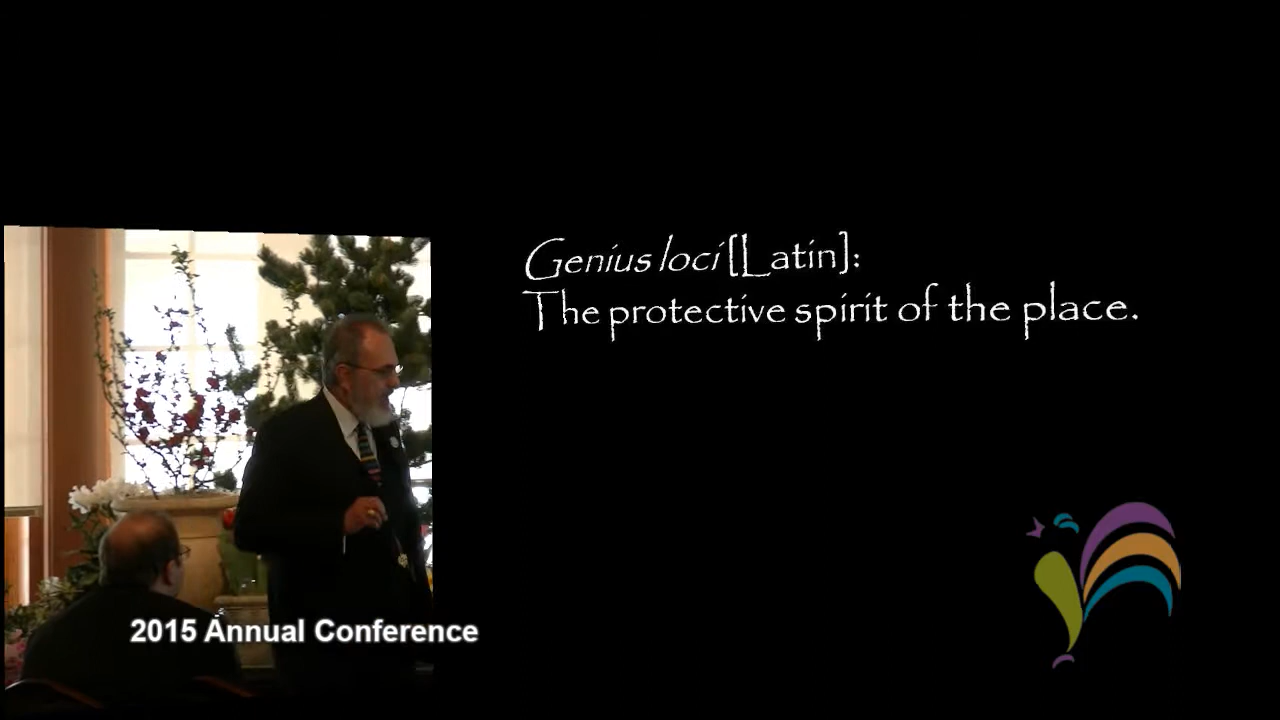 Genius loci [Latin]:
The protective spirit of the place.
2015 Annual Conference